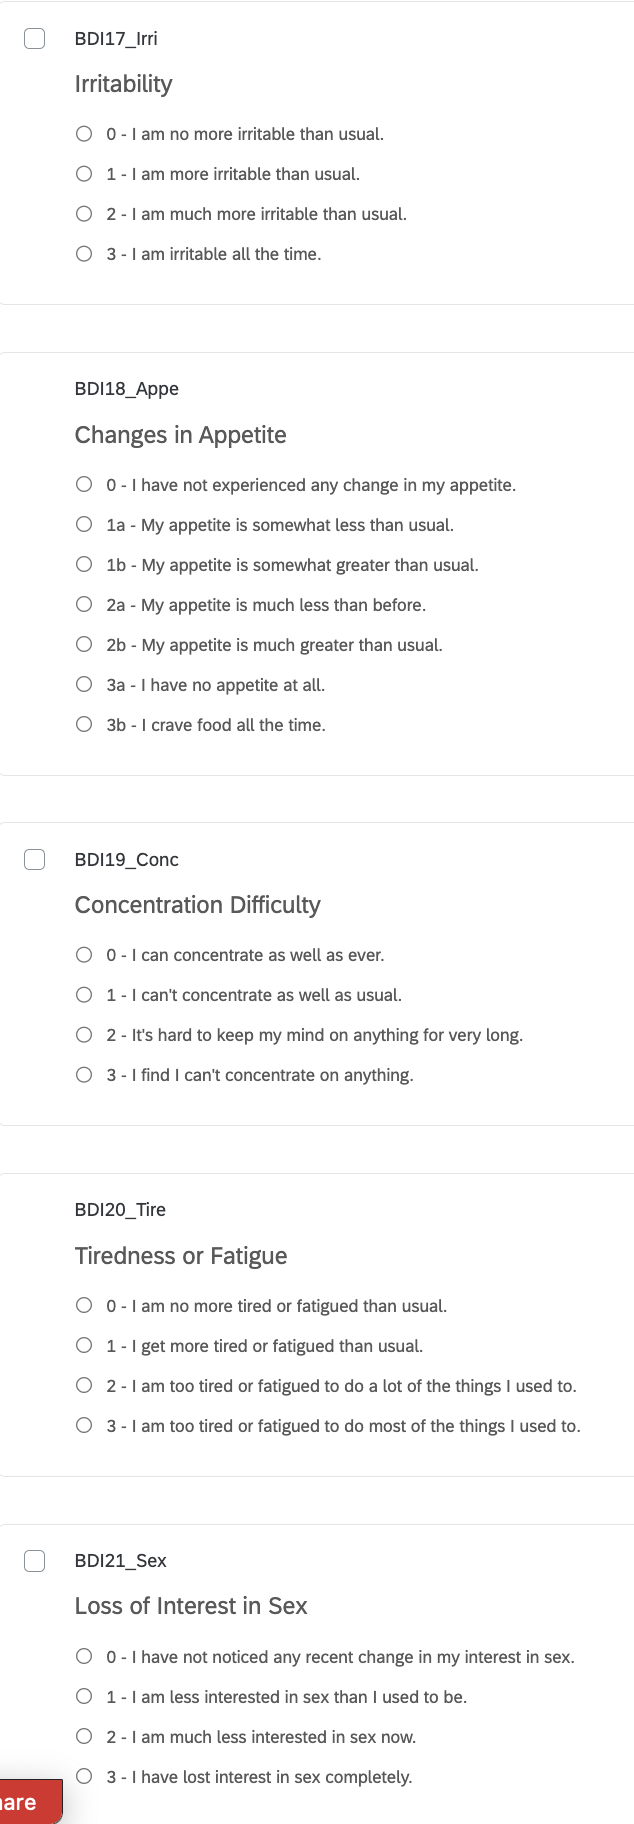 BDI17_Irri
Irritability
0 - I am no more irritable than usual.
1 - I am more irritable than usual.
2 - I am much more irritable than usual.
3 - I am irritable all the time.
BDI18_Appe
Changes in Appetite
0 - I have not experienced any change in my appetite.
1a - My appetite is somewhat less than usual.
1b - My appetite is somewhat greater than usual.
2a - My appetite is much less than before.
2b - My appetite is much greater than usual.
3a - I have no appetite at all.
3b - I crave food all the time.
BDI19_Conc
Concentration Difficulty
0 - I can concentrate as well as ever.
1 - I can't concentrate as well as usual.
2 - It's hard to keep my mind on anything for very long.
3 - I find I can't concentrate on anything.
BDI20_Tire
Tiredness or Fatigue
0 - I am no more tired or fatigued than usual.
1 - I get more tired or fatigued than usual.
2 - I am too tired or fatigued to do a lot of the things I used to.
3 - I am too tired or fatigued to do most of the things I used to.
BDI21_Sex
Loss of Interest in Sex
0 - I have not noticed any recent change in my interest in sex.
1 - I am less interested in sex than I used to be.
2 - I am much less interested in sex now.
3 - I have lost interest in sex completely.
are